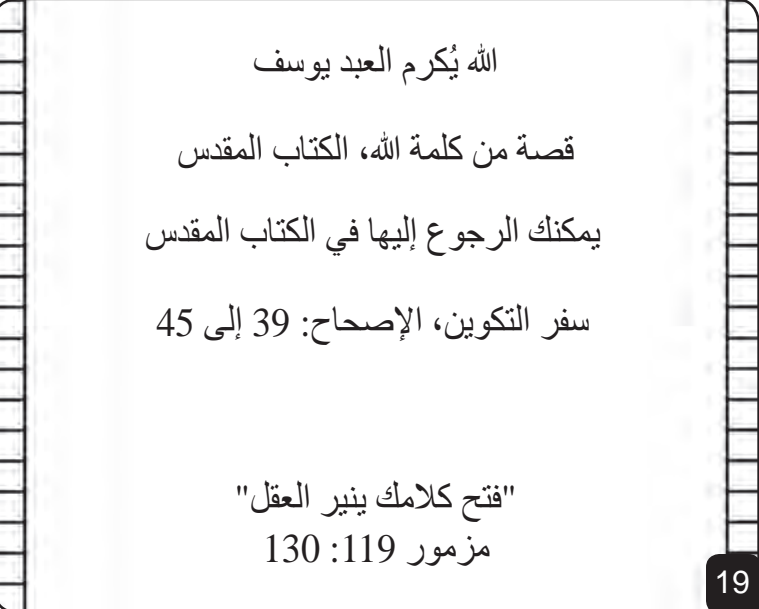 الله يُكرم العبد يوسف
قصة من كلمة الله، الكتاب المقدس
يمكنك الرجوع إليها في الكتاب المقدس
سفر التكوين، الإصحاح: 39 إلى 45
"فتح كلامك ينير العقل"
مزمور 119: 130
19